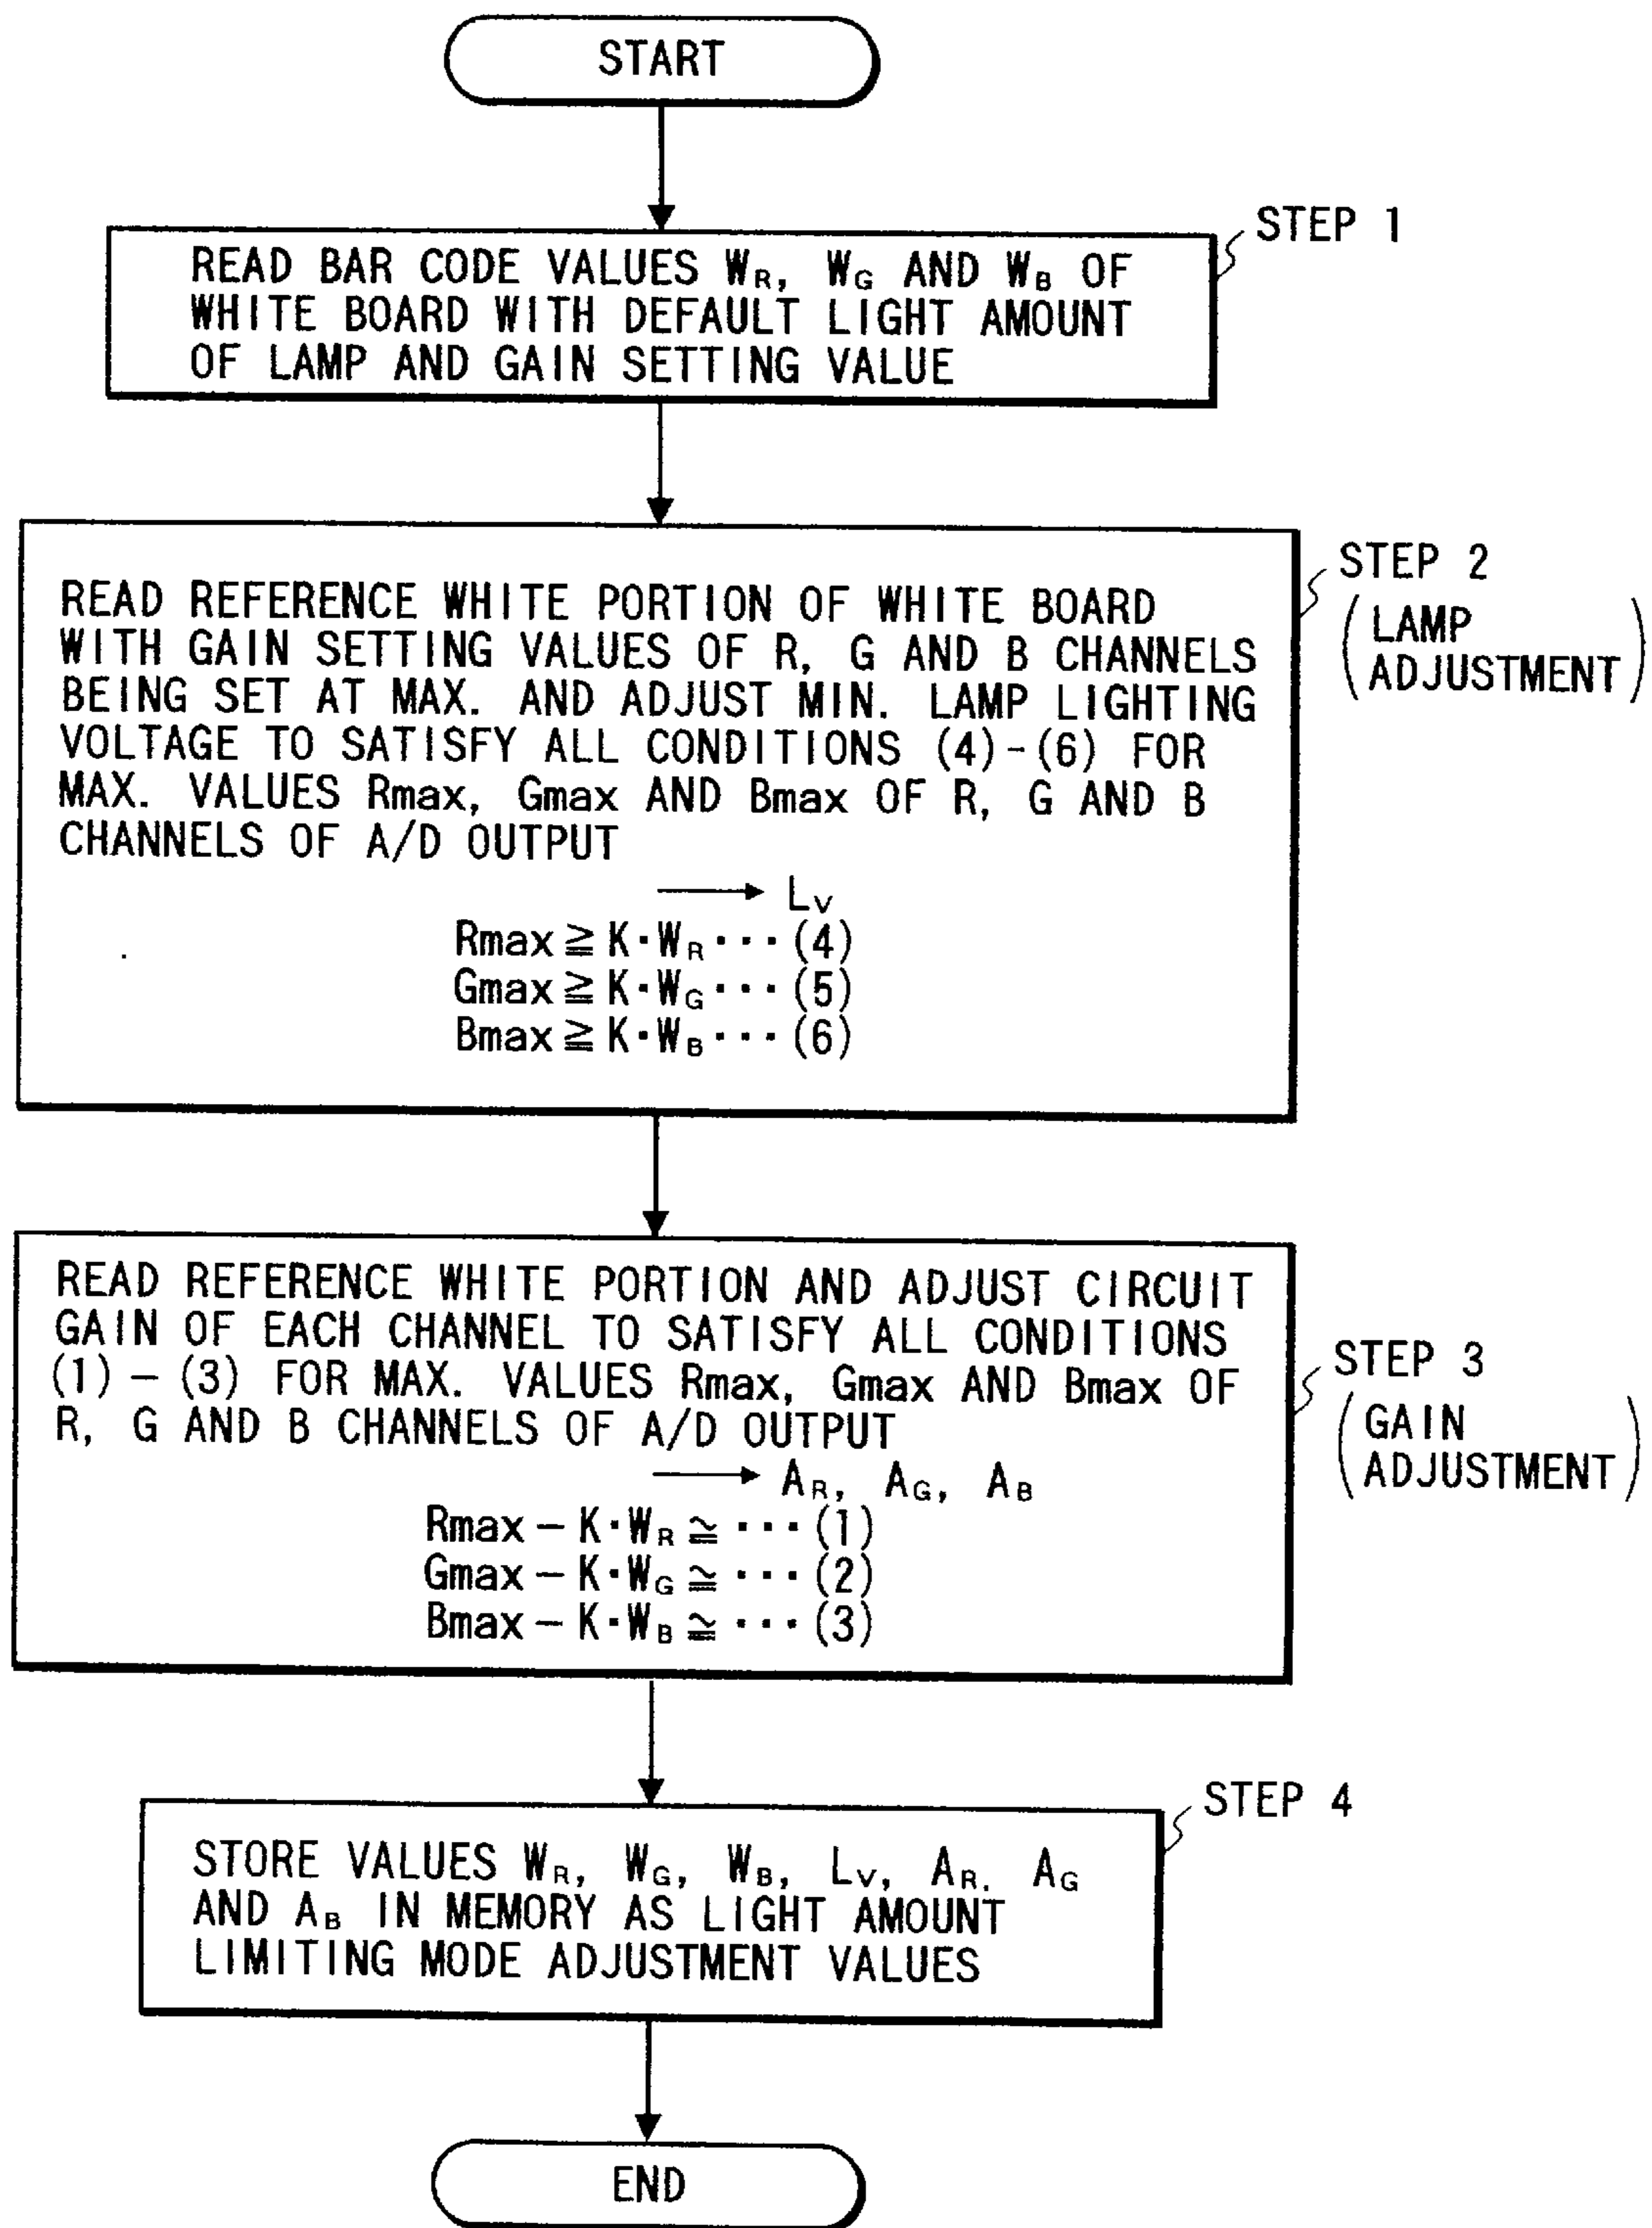 START
STEP 1
READ BAR CODE VALUES WR, WG AND WB OF
WHITE BOARD WITH DEFAULT LIGHT AMOUNT
OF LAMP AND GAIN SETTING VALUE
STEP 2
(LAMP
ADJUSTMENT)
READ REFERENCE WHITE PORTION OF WHITE BOARD
WITH GAIN SETTING VALUES OF R, G AND B CHANNELS
BEING SET AT MAX. AND ADJUST MIN. LAMP LIGHTING
VOLTAGE TO SATISFY ALL CONDITIONS (4)-(6) FOR
MAX. VALUES Rmax, Gmax AND Bmax OF R, G AND B
CHANNELS OF A/D OUTPUT
→ LV
Rmax ≧ K·WR ··· (4)
Gmax ≧ K·WG ··· (5)
Bmax ≧ K·WB ··· (6)
READ REFERENCE WHITE PORTION AND ADJUST CIRCUIT
GAIN OF EACH CHANNEL TO SATISFY ALL CONDITIONS
(1) – (3) FOR MAX. VALUES Rmax, Gmax AND Bmax OF
R, G AND B CHANNELS OF A/D OUTPUT
STEP 3
(GAIN
ADJUSTMENT)
→ AR, AG, AB
Rmax – K·WR ≅ ··· (1)
Gmax – K·WG ≅ ··· (2)
Bmax – K·WB ≅ ··· (3)
STEP 4
STORE VALUES WR, WG, WB, LV, AR. AG
AND AB IN MEMORY AS LIGHT AMOUNT
LIMITING MODE ADJUSTMENT VALUES
END